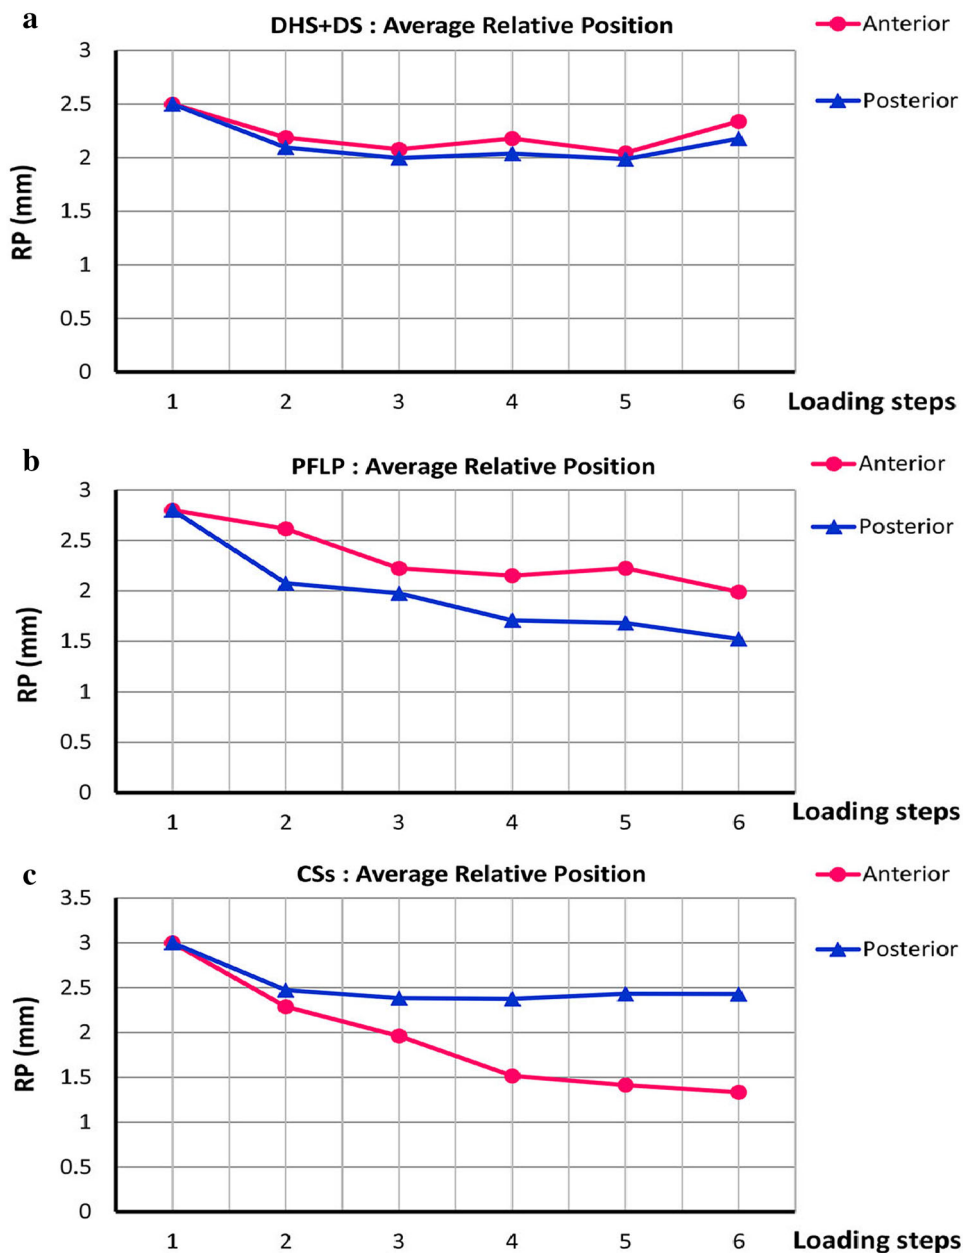 a
DHS+DS : Average Relative Position
Anterior
Posterior
RP (mm)
3
2.5
2
1.5
1
0.5
0
1 2 3 4 5 6 Loading steps
b
PFLP : Average Relative Position
Anterior
Posterior
RP (mm)
3
2.5
2
1.5
1
0.5
0
1 2 3 4 5 6 Loading steps
c
CSs : Average Relative Position
Anterior
Posterior
RP (mm)
3.5
3
2.5
2
1.5
1
0.5
0
1 2 3 4 5 6 Loading steps